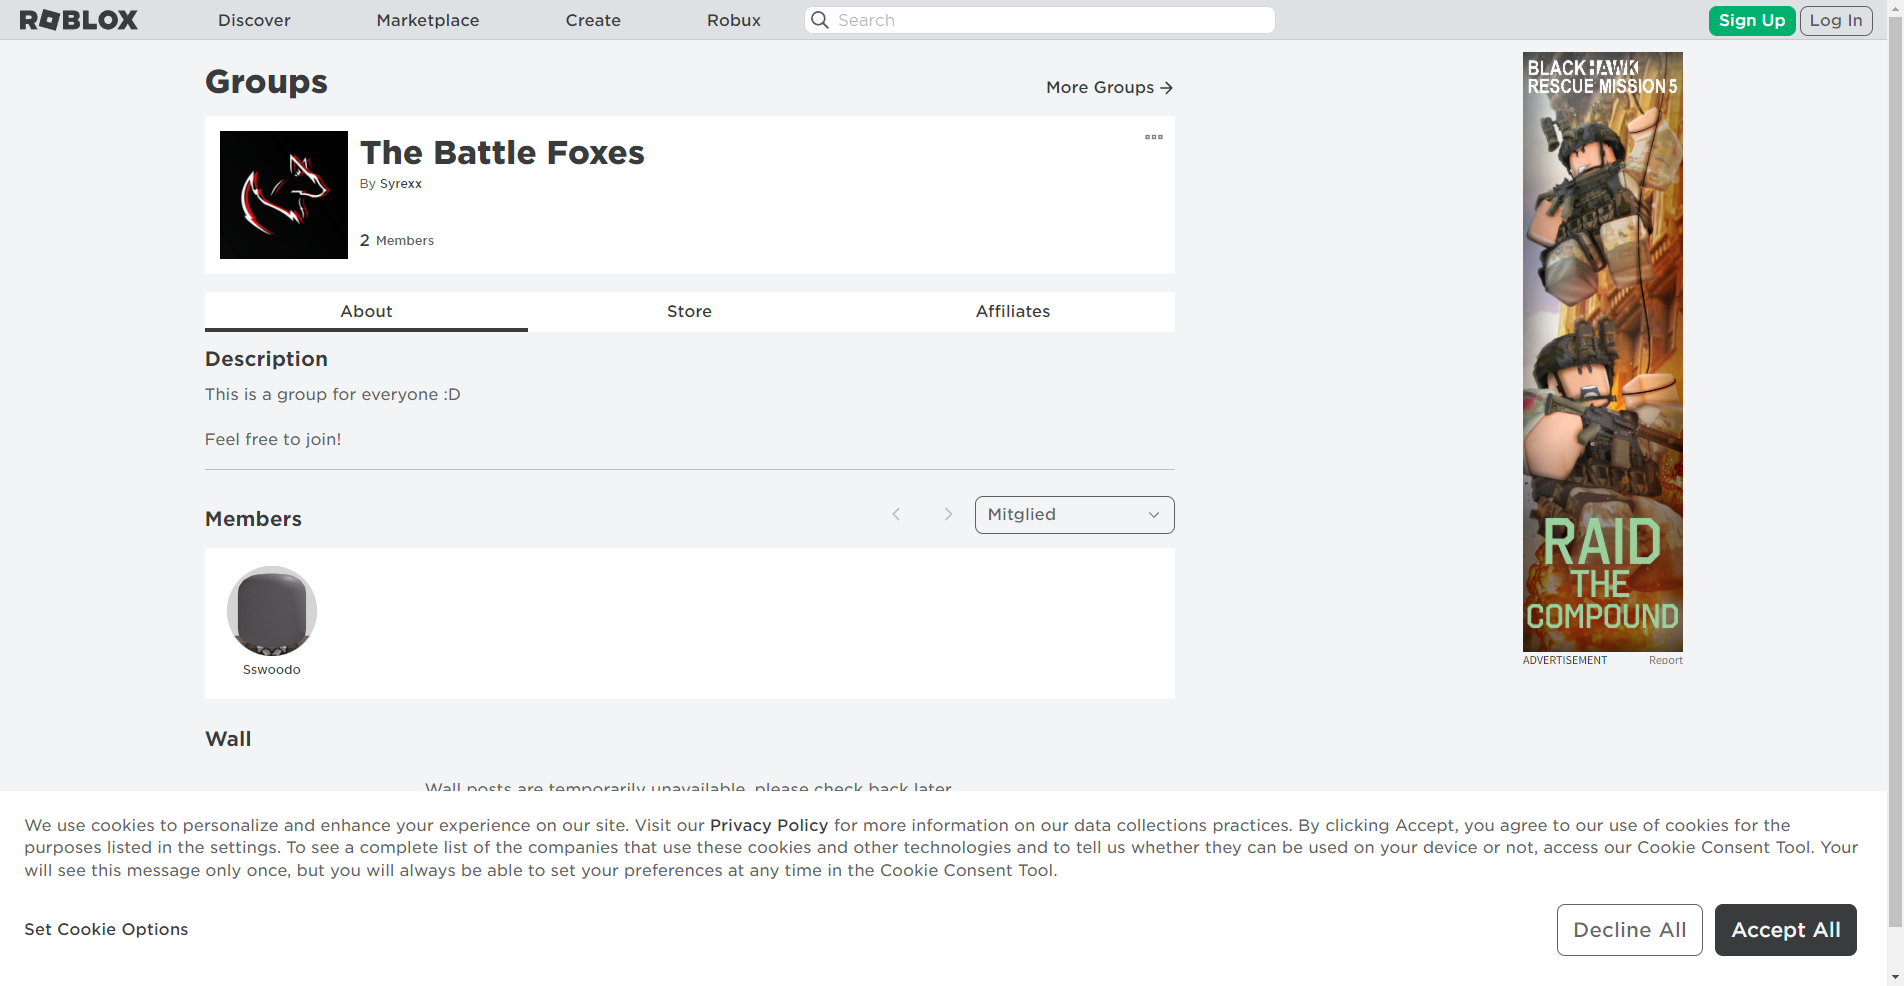 ROBLOX
Discover
Marketplace
Create
Robux
Search
Sign Up
Log In
Groups
More Groups
The Battle Foxes
By Syrexx
2 Members
About
Store
Affiliates
Description
This is a group for everyone :D
Feel free to join!
Members
Mitglied
Sswoodo
Wall
Wall posts are temporarily unavailable, please check back later.
BLACKHAWK
RESCUE MISSION 5
RAID
THE
COMPOUND
ADVERTISEMENT
Report
We use cookies to personalize and enhance your experience on our site. Visit our Privacy Policy for more information on our data collections practices. By clicking Accept, you agree to our use of cookies for the
purposes listed in the settings. To see a complete list of the companies that use these cookies and other technologies and to tell us whether they can be used on your device or not, access our Cookie Consent Tool. Your
will see this message only once, but you will always be able to set your preferences at any time in the Cookie Consent Tool.
Set Cookie Options
Decline All
Accept All